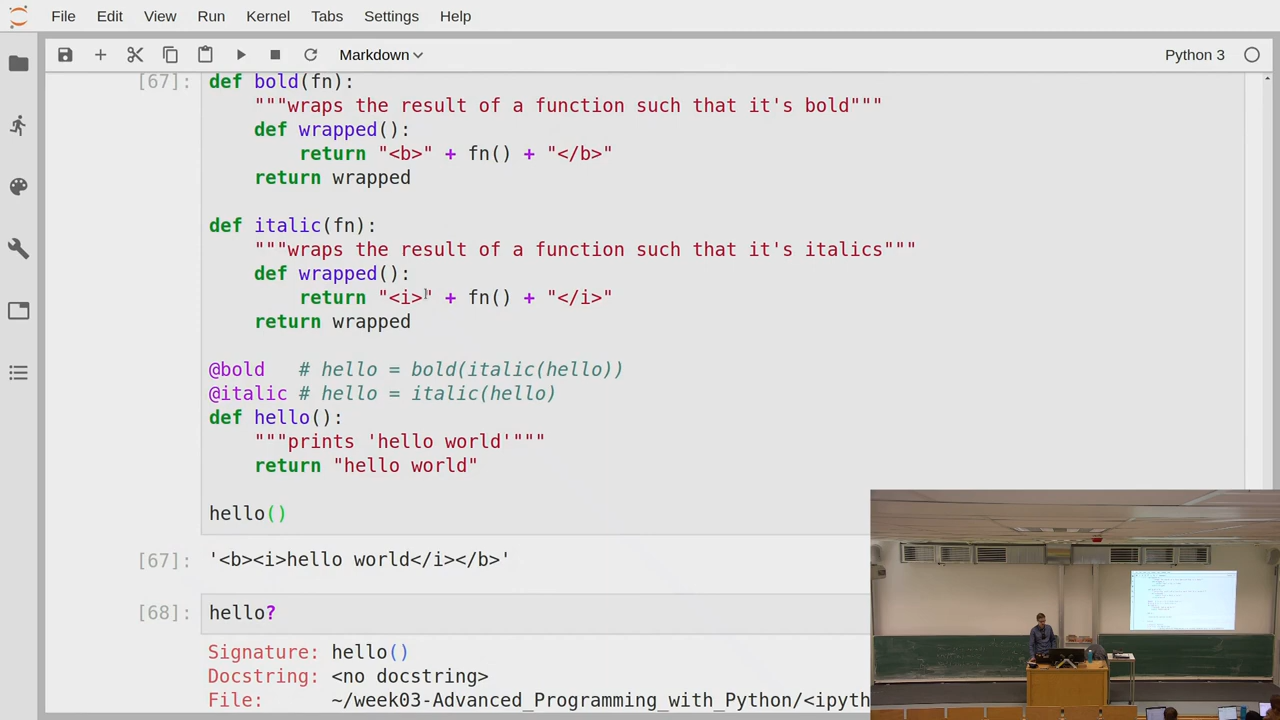 File Edit View Run Kernel Tabs Settings Help
Markdown Python 3
[67]: def bold(fn):
"""wraps the result of a function such that it's bold"""
def wrapped():
return "<b>" + fn() + "</b>"
return wrapped
def italic(fn):
"""wraps the result of a function such that it's italics"""
def wrapped():
return "<i>" + fn() + "</i>"
return wrapped
@bold # hello = bold(italic(hello))
@italic # hello = italic(hello)
def hello():
"""prints 'hello world'"""
return "hello world"
hello()
[67]: '<b><i>hello world</i></b>'
[68]: hello?
Signature: hello()
Docstring: <no docstring>
File: ~/week03-Advanced_Programming_with_Python/<ipyth